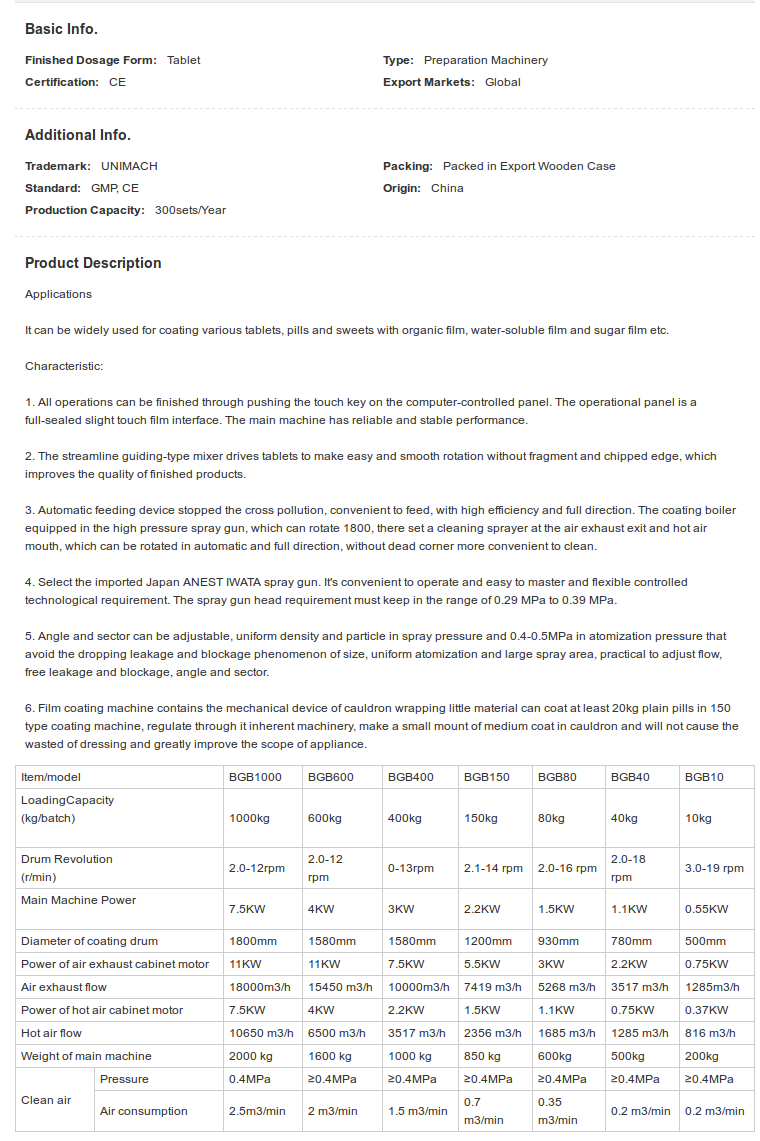 Basic Info.
Finished Dosage Form: Tablet Type: Preparation Machinery
Certification: CE Export Markets: Global
Additional Info.
Trademark: UNIMACH Packing: Packed in Export Wooden Case
Standard: GMP, CE Origin: China
Production Capacity: 300sets/Year
Product Description
Applications
It can be widely used for coating various tablets, pills and sweets with organic film, water-soluble film and sugar film etc.
Characteristic:
1. All operations can be finished through pushing the touch key on the computer-controlled panel. The operational panel is a
full-sealed slight touch film interface. The main machine has reliable and stable performance.
2. The streamline guiding-type mixer drives tablets to make easy and smooth rotation without fragment and chipped edge, which
improves the quality of finished products.
3. Automatic feeding device stopped the cross pollution, convenient to feed, with high efficiency and full direction. The coating boiler
equipped in the high pressure spray gun, which can rotate 1800, there set a cleaning sprayer at the air exhaust exit and hot air
mouth, which can be rotated in automatic and full direction, without dead corner more convenient to clean.
4. Select the imported Japan ANEST IWATA spray gun. It's convenient to operate and easy to master and flexible controlled
technological requirement. The spray gun head requirement must keep in the range of 0.29 MPa to 0.39 MPa.
5. Angle and sector can be adjustable, uniform density and particle in spray pressure and 0.4-0.5MPa in atomization pressure that
avoid the dropping leakage and blockage phenomenon of size, uniform atomization and large spray area, practical to adjust flow,
free leakage and blockage, angle and sector.
6. Film coating machine contains the mechanical device of cauldron wrapping little material can coat at least 20kg plain pills in 150
type coating machine, regulate through it inherent machinery, make a small mount of medium coat in cauldron and will not cause the
wasted of dressing and greatly improve the scope of appliance.
Item/model BGB1000 BGB600 BGB400 BGB150 BGB80 BGB40 BGB10
LoadingCapacity
(kg/batch) 1000kg 600kg 400kg 150kg 80kg 40kg 10kg
Drum Revolution
(r/min) 2.0-12rpm 2.0-12 rpm 0-13rpm 2.1-14 rpm 2.0-16 rpm 2.0-18 rpm 3.0-19 rpm
Main Machine Power 7.5KW 4KW 3KW 2.2KW 1.5KW 1.1KW 0.55KW
Diameter of coating drum 1800mm 1580mm 1580mm 1200mm 930mm 780mm 500mm
Power of air exhaust cabinet motor 11KW 11KW 7.5KW 5.5KW 3KW 2.2KW 0.75KW
Air exhaust flow 18000m3/h 15450 m3/h 10000m3/h 7419 m3/h 5268 m3/h 3517 m3/h 1285m3/h
Power of hot air cabinet motor 7.5KW 4KW 2.2KW 1.5KW 1.1KW 0.75KW 0.37KW
Hot air flow 10650 m3/h 6500 m3/h 3517 m3/h 2356 m3/h 1685 m3/h 1285 m3/h 816 m3/h
Weight of main machine 2000 kg 1600 kg 1000 kg 850 kg 600kg 500kg 200kg
Clean air Pressure 0.4MPa ≥0.4MPa ≥0.4MPa ≥0.4MPa ≥0.4MPa ≥0.4MPa ≥0.4MPa
Air consumption 2.5m3/min 2 m3/min 1.5 m3/min 0.7 m3/min 0.35 m3/min 0.2 m3/min 0.2 m3/min